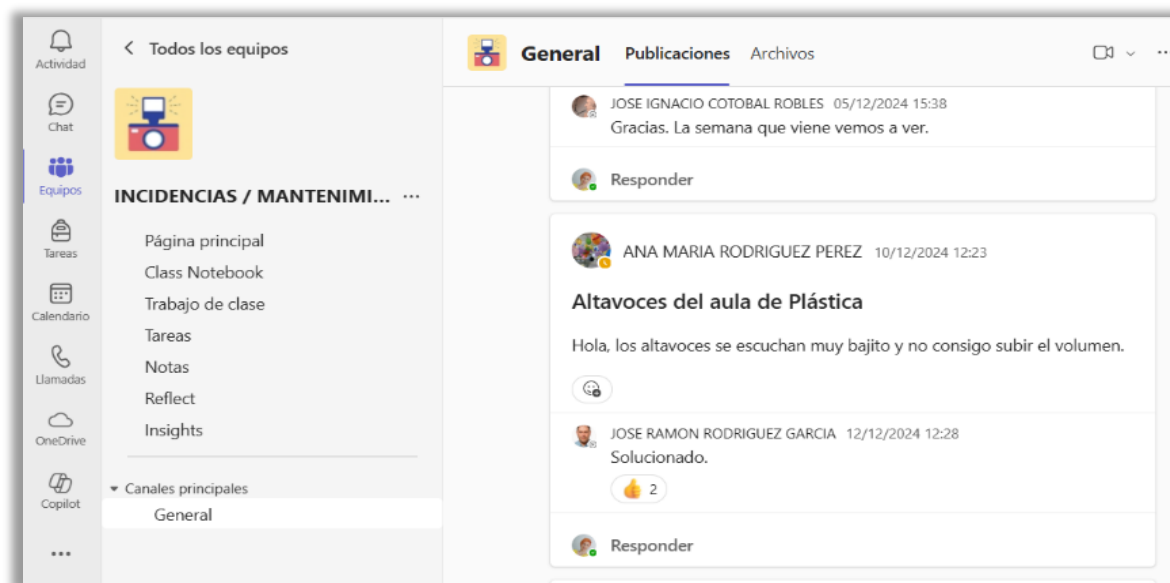 Actividad
Chat
Equipos
Tareas
Calendario
Llamadas
OneDrive
Copilot
Todos los equipos
INCIDENCIAS / MANTENIMI...
Página principal
Class Notebook
Trabajo de clase
Tareas
Notas
Reflect
Insights
Canales principales
General
General Publicaciones Archivos
JOSE IGNACIO COTOBAL ROBLES 05/12/2024 15:38
Gracias. La semana que viene vemos a ver.
Responder
ANA MARIA RODRIGUEZ PEREZ 10/12/2024 12:23
Altavoces del aula de Plástica
Hola, los altavoces se escuchan muy bajito y no consigo subir el volumen.
JOSE RAMON RODRIGUEZ GARCIA 12/12/2024 12:28
Solucionado.
2
Responder